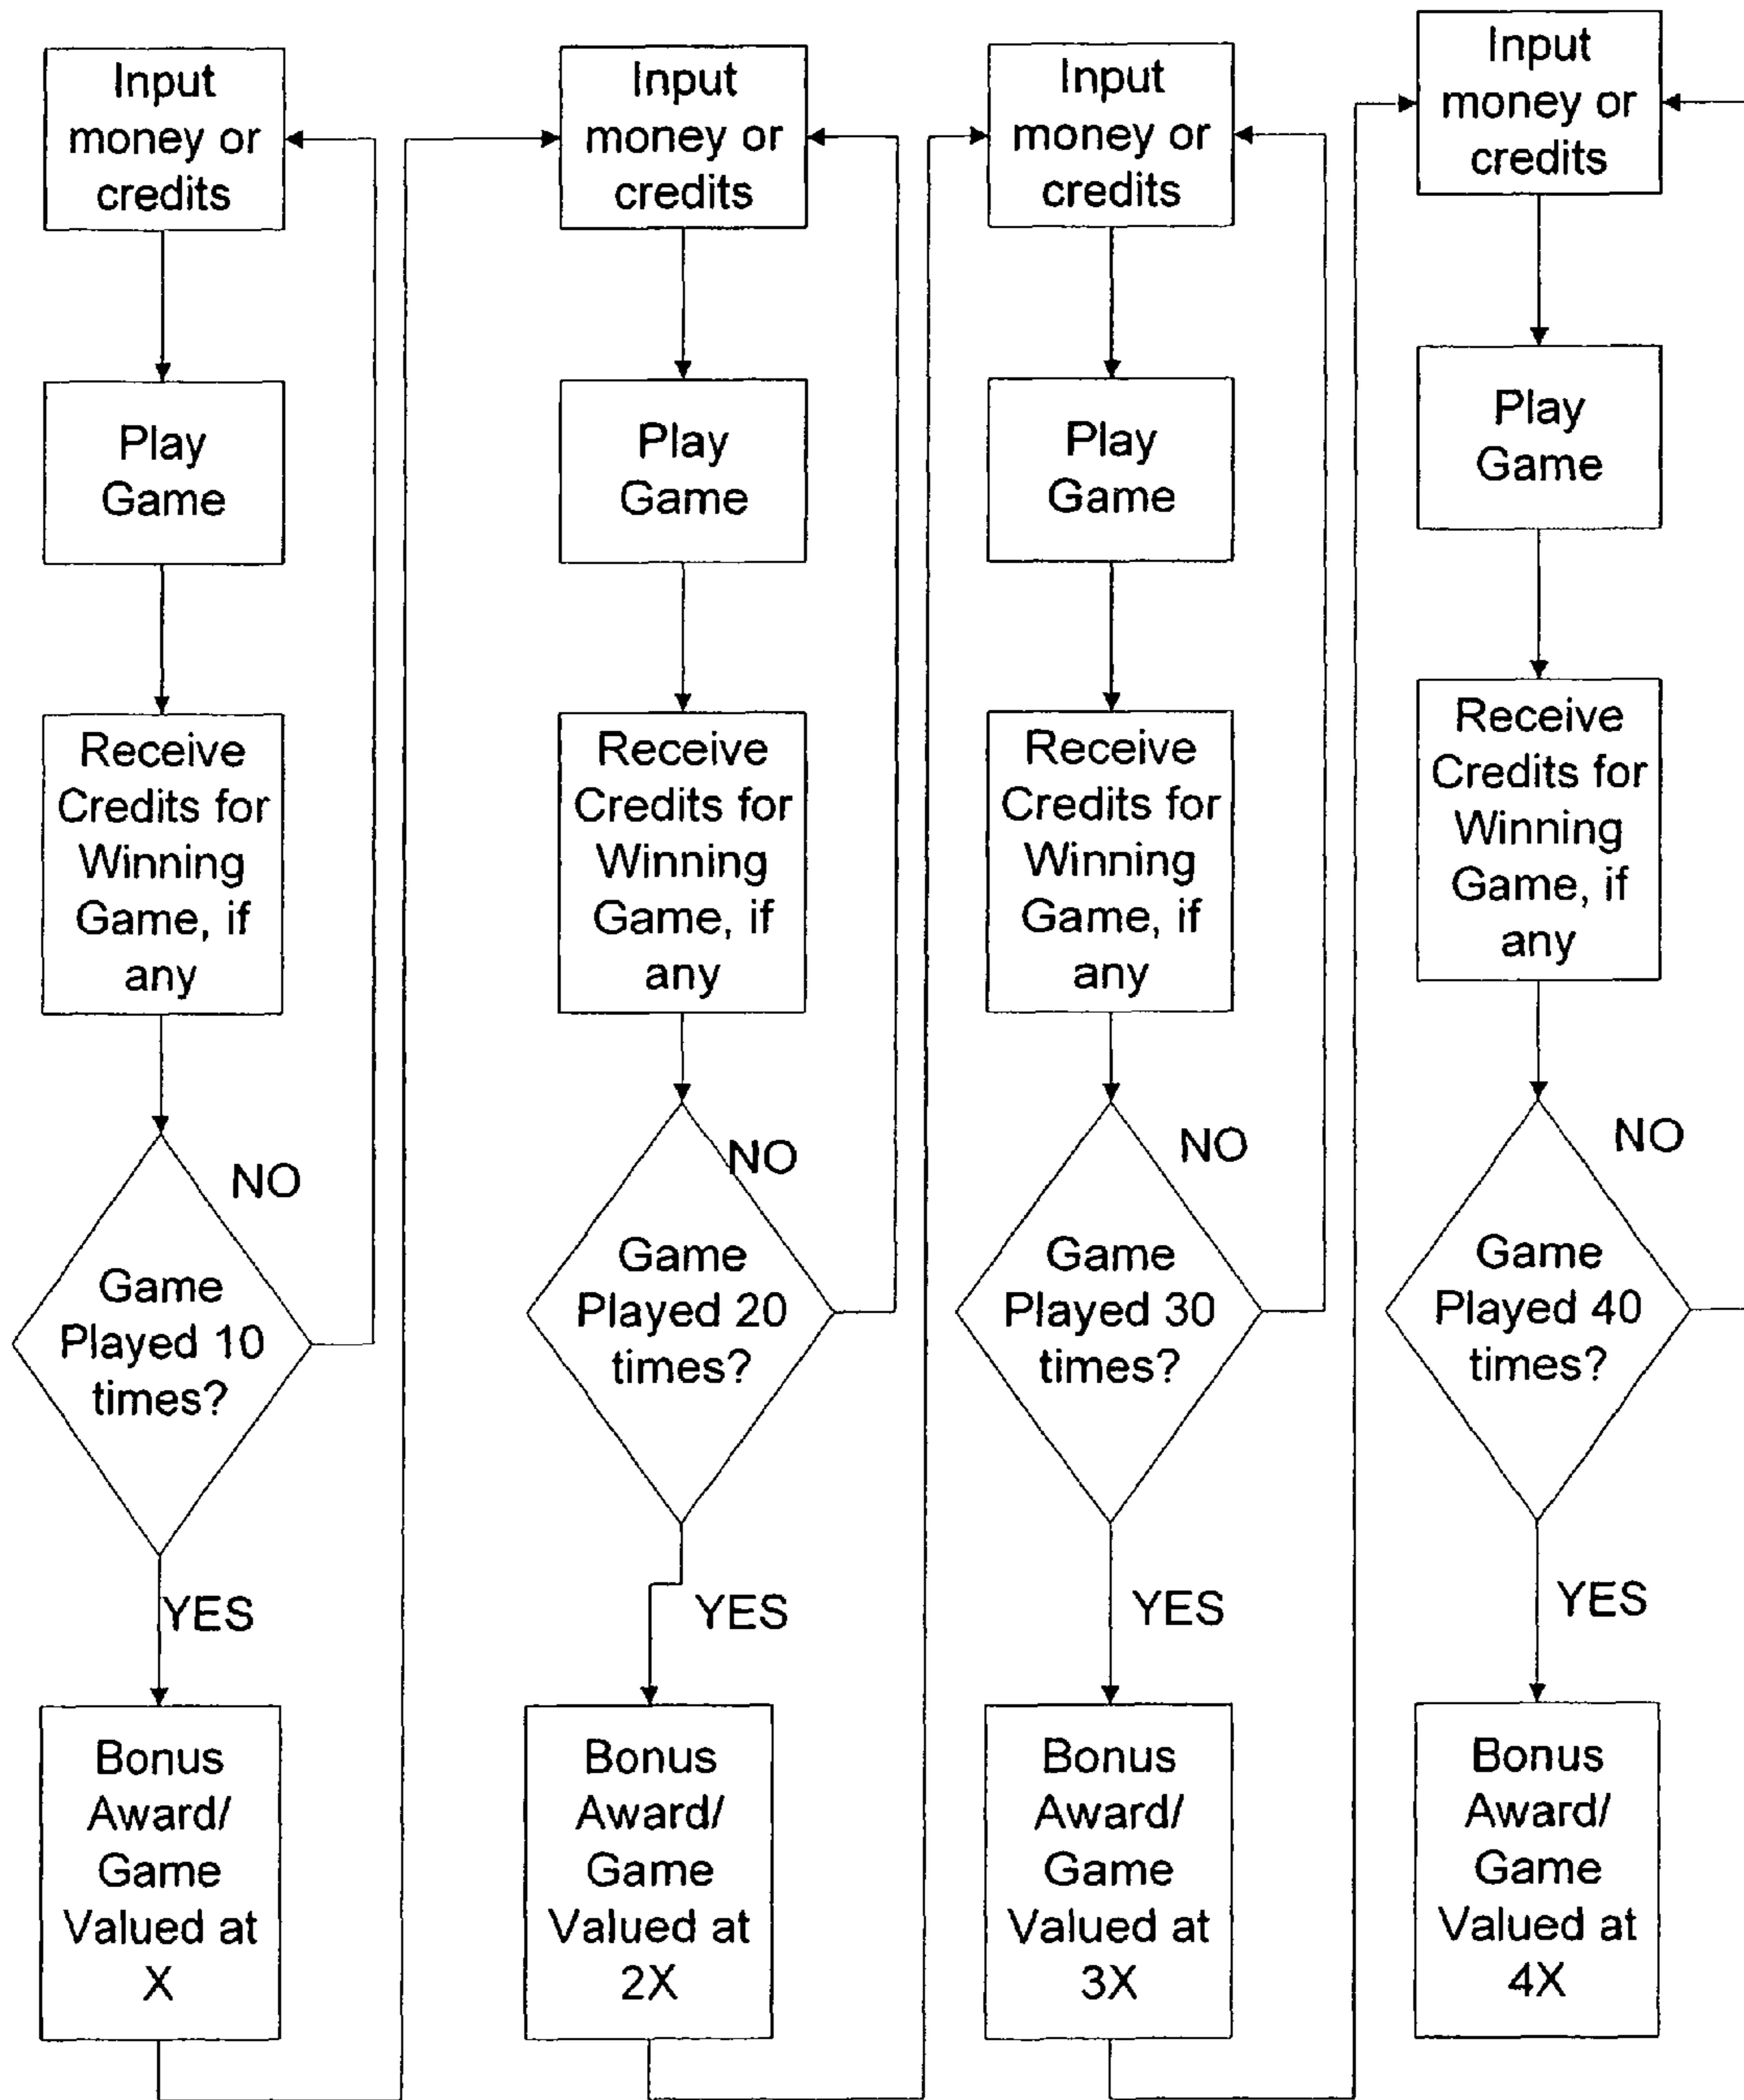 Input
money or
credits
Play
Game
Receive
Credits for
Winning
Game, if
any
NO
Game
Played 10
times?
YES
Bonus
Award/
Game
Valued at
X
Input
money or
credits
Play
Game
Receive
Credits for
Winning
Game, if
any
NO
Game
Played 20
times?
YES
Bonus
Award/
Game
Valued at
2X
Input
money or
credits
Play
Game
Receive
Credits for
Winning
Game, if
any
NO
Game
Played 30
times?
YES
Bonus
Award/
Game
Valued at
3X
Input
money or
credits
Play
Game
Receive
Credits for
Winning
Game, if
any
NO
Game
Played 40
times?
YES
Bonus
Award/
Game
Valued at
4X